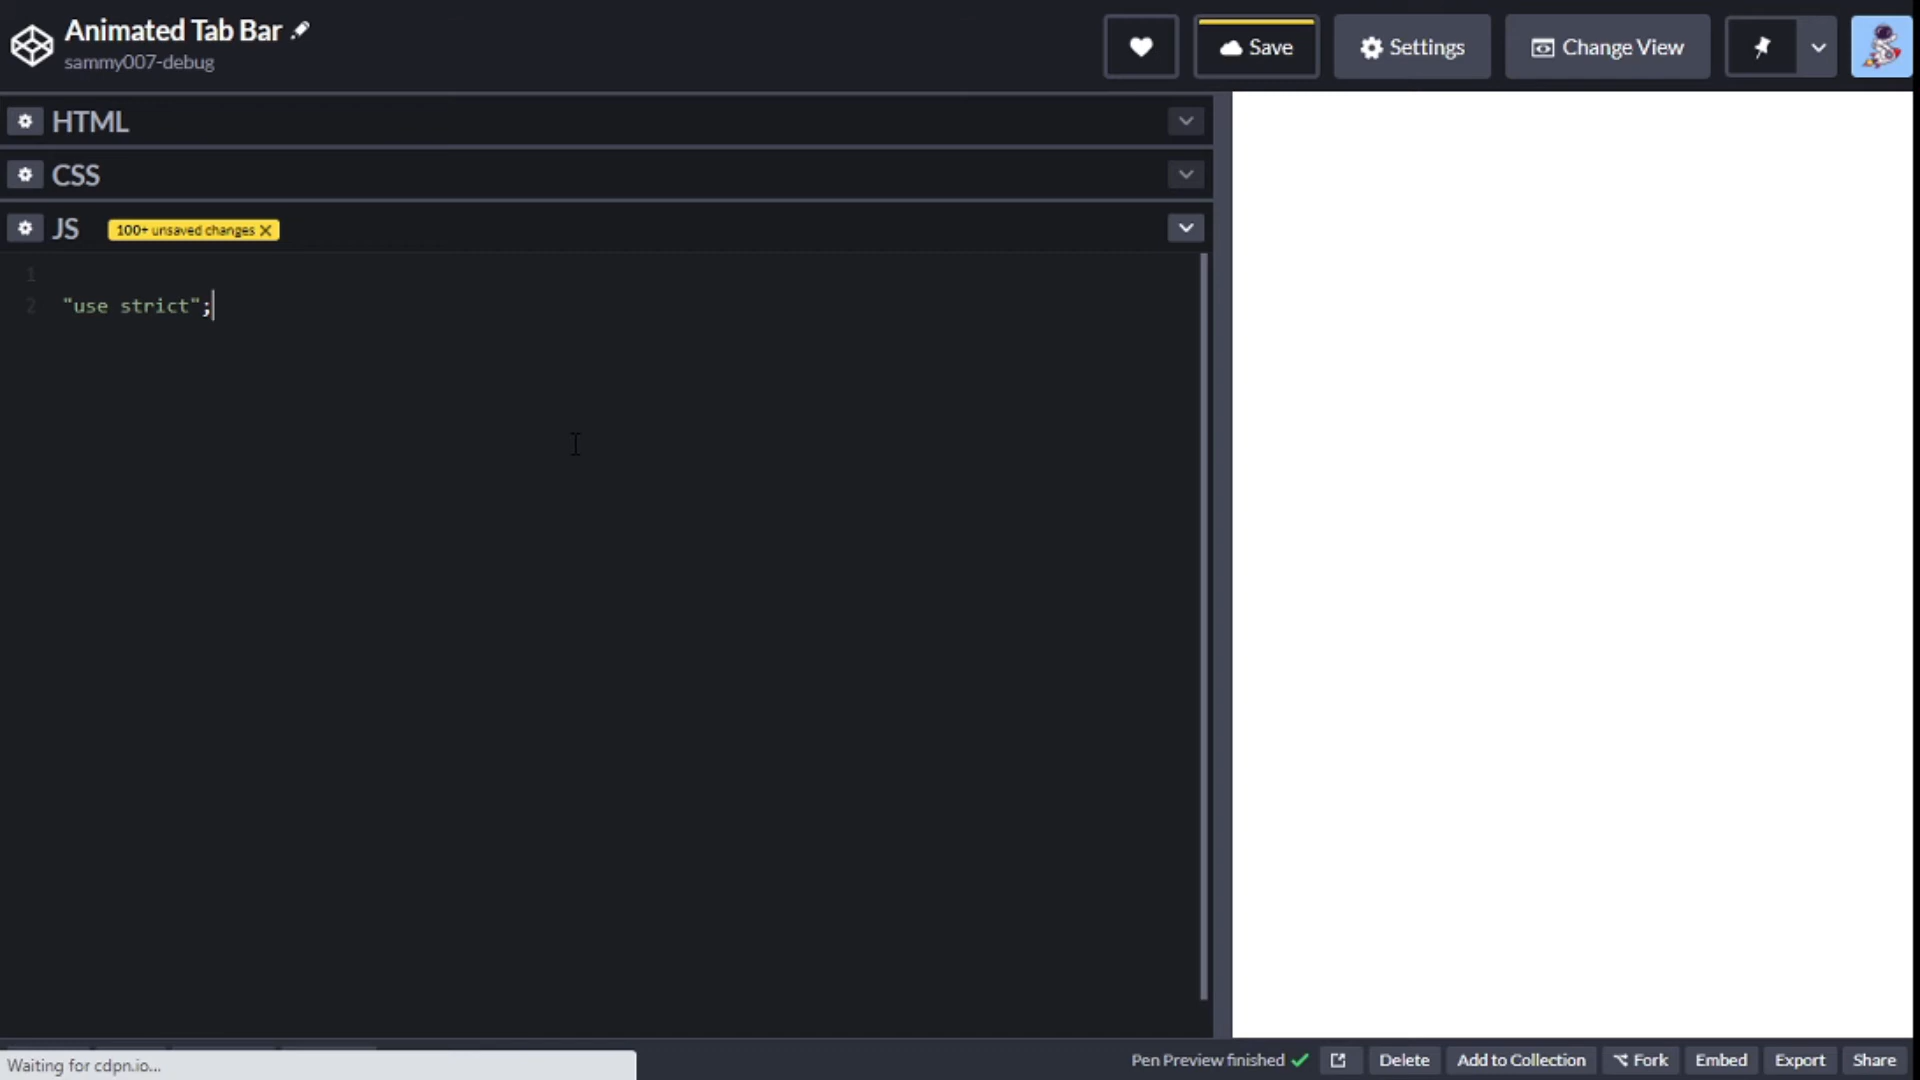 Animated Tab Bar
sammy007-debug
Save
Settings
Change View
HTML
CSS
JS
100+ unsaved changes X
1
2
"use strict";
Waiting for cdpn.io...
Pen Preview finished
Delete
Add to Collection
Fork
Embed
Export
Share